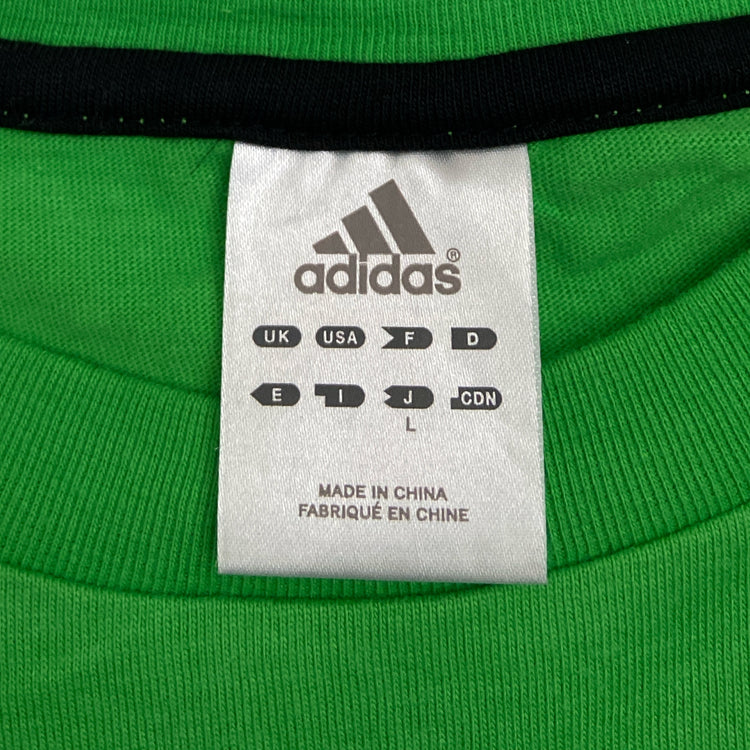 adidas®
UK USA F D
E I J CDN
L
MADE IN CHINA
FABRIQUÉ EN CHINE